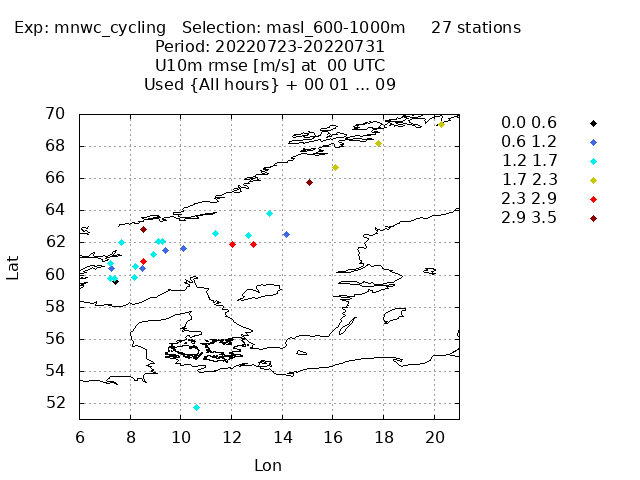 Exp: mnwc_cycling   Selection: masl_600-1000m     27 stations
Period: 20220723-20220731
U10m rmse [m/s] at  00 UTC
Used {All hours} + 00 01 ... 09
70
68
66
64
62
60
58
56
54
52
Lat
6 8 10 12 14 16 18 20
Lon
0.0 0.6
0.6 1.2
1.2 1.7
1.7 2.3
2.3 2.9
2.9 3.5